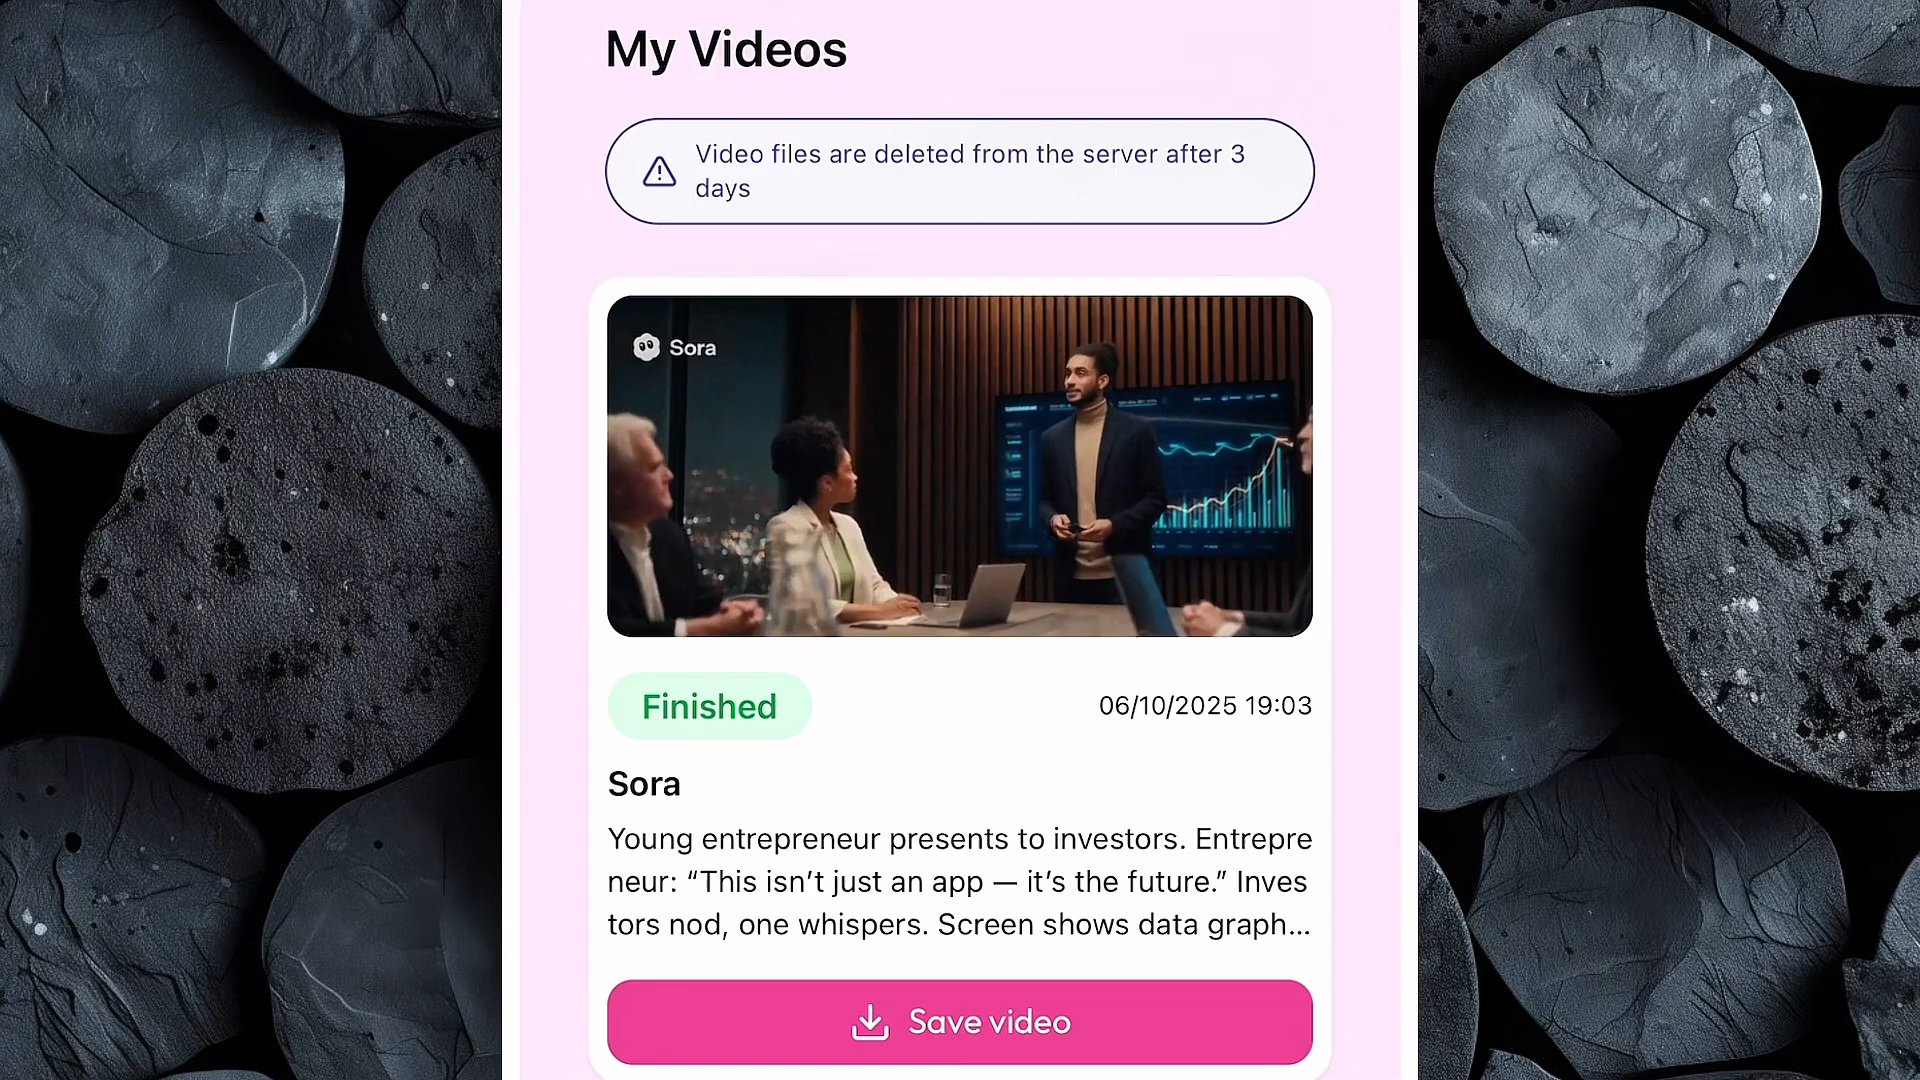 My Videos
Video files are deleted from the server after 3
days
Sora
Finished
06/10/2025 19:03
Sora
Young entrepreneur presents to investors. Entrepre
neur: “This isn’t just an app — it’s the future.” Inves
tors nod, one whispers. Screen shows data graph...
Save video